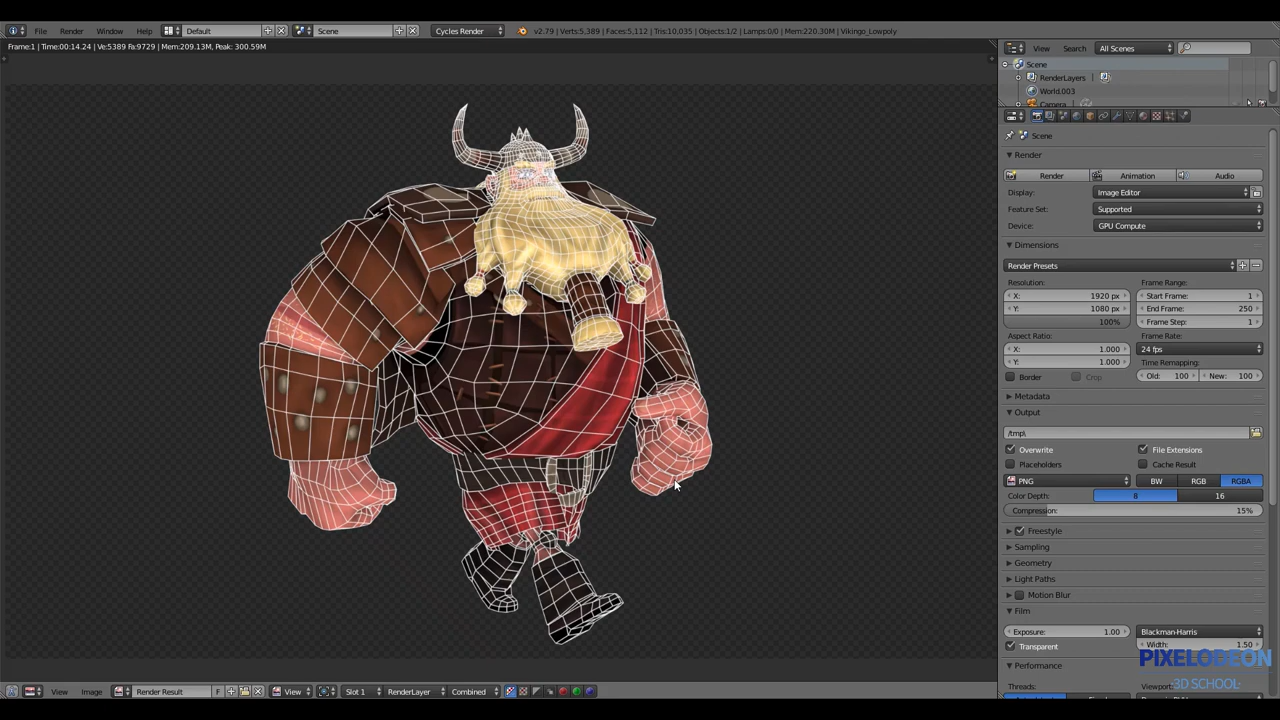 File Render Window Help Default Scene Cycles Render v2.79 | Verts:5,389 | Faces:5,112 | Tris:10,035 | Objects:1/2 | Lamps:0/0 | Mem:220.30M | Vikingo_Lowpoly
Frame:1 | Time:00:14.24 | Ve:5389 Fa:9729 | Mem:209.13M, Peak: 300.59M
View Search All Scenes
Scene
RenderLayers
World.003
Camera
Scene
Render
Render Animation Audio
Display: Image Editor
Feature Set: Supported
Device: GPU Compute
Dimensions
Render Presets
Resolution: Frame Range:
X: 1920 px Start Frame: 1
Y: 1080 px End Frame: 250
100% Frame Step: 1
Aspect Ratio: Frame Rate:
X: 1.000 24 fps
Y: 1.000 Time Remapping:
Border Crop Old: 100 New: 100
Metadata
Output
/tmp\
Overwrite File Extensions
Placeholders Cache Result
PNG BW RGB RGBA
Color Depth: 8 16
Compression: 15%
Freestyle
Sampling
Geometry
Light Paths
Motion Blur
Film
Exposure: 1.00 Blackman-Harris
Transparent Width: 1.50
PIXELODEON
3D SCHOOL
Performance
Threads: Viewport:
View Image Render Result F View Slot 1 RenderLayer Combined